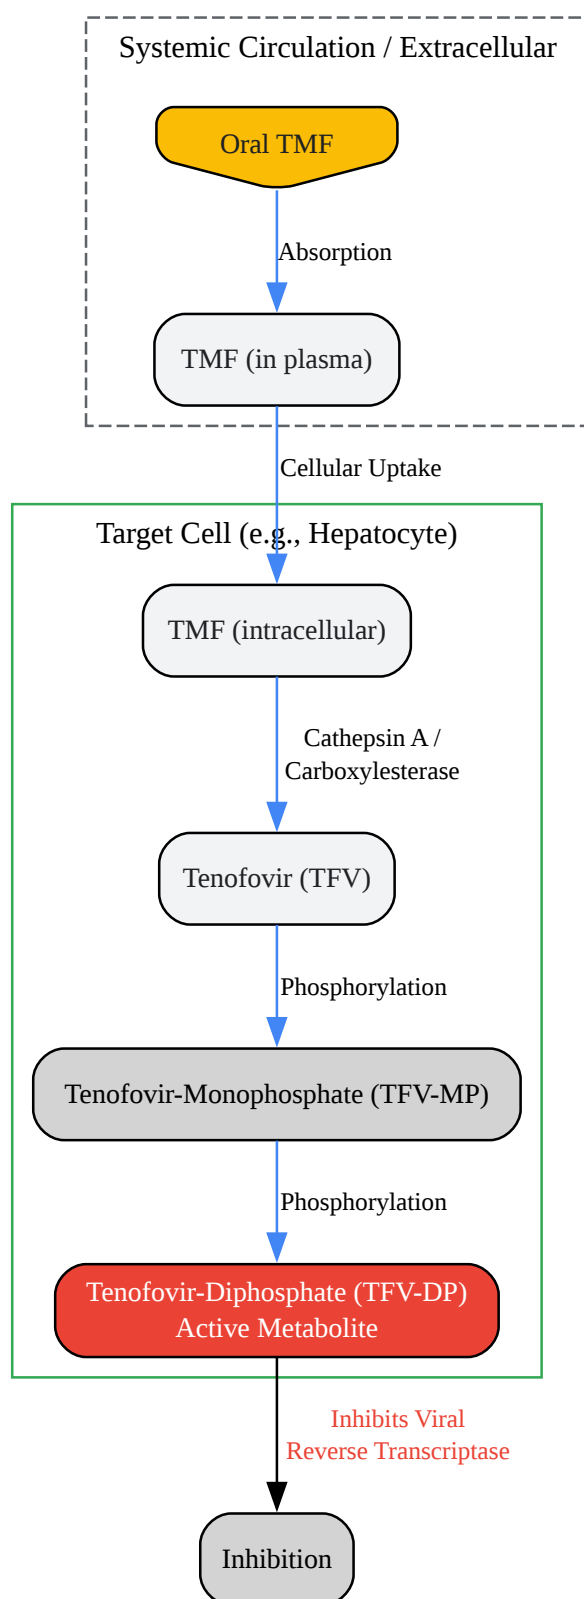 Systemic Circulation / Extracellular
Oral TMF
Absorption
TMF (in plasma)
Cellular Uptake
Target Cell (e.g., Hepatocyte)
TMF (intracellular)
Cathepsin A /
Carboxylesterase
Tenofovir (TFV)
Phosphorylation
Tenofovir-Monophosphate (TFV-MP)
Phosphorylation
Tenofovir-Diphosphate (TFV-DP)
Active Metabolite
Inhibits Viral
Reverse Transcriptase
Inhibition